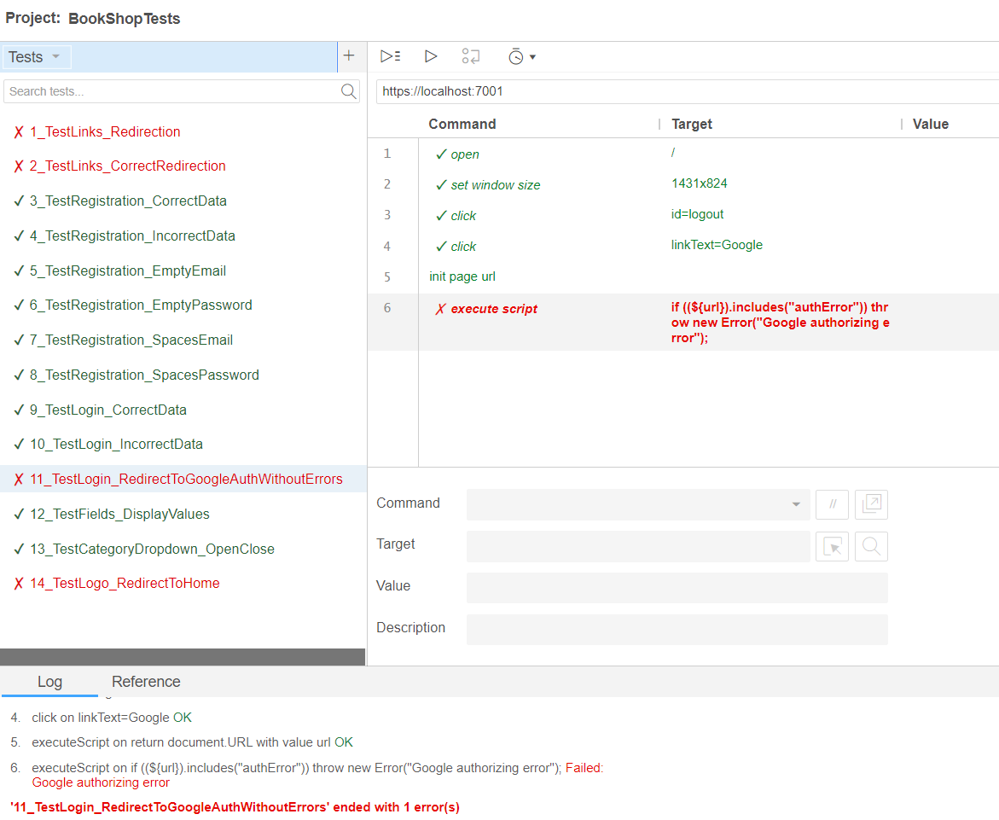 Project: BookShopTests
Tests
+
Search tests...
✗ 1_TestLinks_Redirection
✗ 2_TestLinks_CorrectRedirection
✓ 3_TestRegistration_CorrectData
✓ 4_TestRegistration_IncorrectData
✓ 5_TestRegistration_EmptyEmail
✓ 6_TestRegistration_EmptyPassword
✓ 7_TestRegistration_SpacesEmail
✓ 8_TestRegistration_SpacesPassword
✓ 9_TestLogin_CorrectData
✓ 10_TestLogin_IncorrectData
✗ 11_TestLogin_RedirectToGoogleAuthWithoutErrors
✓ 12_TestFields_DisplayValues
✓ 13_TestCategoryDropdown_OpenClose
✗ 14_TestLogo_RedirectToHome
https://localhost:7001
Command Target Value
1 ✓ open /
2 ✓ set window size 1431x824
3 ✓ click id=logout
4 ✓ click linkText=Google
5 init page url
6 ✗ execute script if ((${url}).includes("authError")) thr
ow new Error("Google authorizing e
rror");
Command //
Target
Value
Description
Log Reference
4. click on linkText=Google OK
5. executeScript on return document.URL with value url OK
6. executeScript on if ((${url}).includes("authError")) throw new Error("Google authorizing error"); Failed:
Google authorizing error
'11_TestLogin_RedirectToGoogleAuthWithoutErrors' ended with 1 error(s)